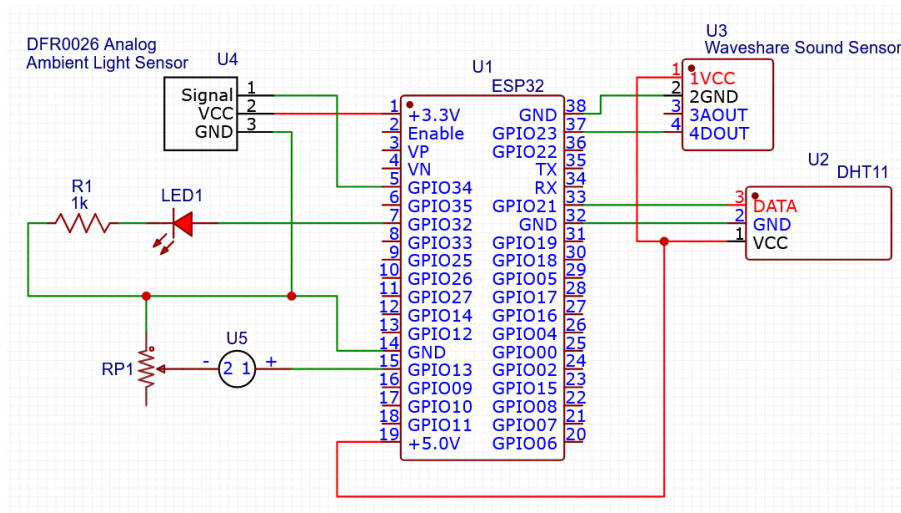 DFR0026 Analog
Ambient Light Sensor
U4
Signal 1
VCC 2
GND 3
U3
Waveshare Sound Sensor
1 1VCC
2 2GND
3 3AOUT
4 4DOUT
U1
ESP32
1 +3.3V
2 Enable
3 VP
4 VN
5 GPIO34
6 GPIO35
7 GPIO32
8 GPIO33
9 GPIO25
10 GPIO26
11 GPIO27
12 GPIO14
13 GPIO12
14 GND
15 GPIO13
16 GPIO09
17 GPIO10
18 GPIO11
19 +5.0V
GND 38
GPIO23 37
GPIO22 36
TX 35
RX 34
GPIO21 33
GND 32
GPIO19 31
GPIO18 30
GPIO05 29
GPIO17 28
GPIO16 27
GPIO04 26
GPIO00 25
GPIO02 24
GPIO15 23
GPIO08 22
GPIO07 21
GPIO06 20
U2
DHT11
3 DATA
2 GND
1 VCC
R1
1k
LED1
U5
RP1
- 2 1 +